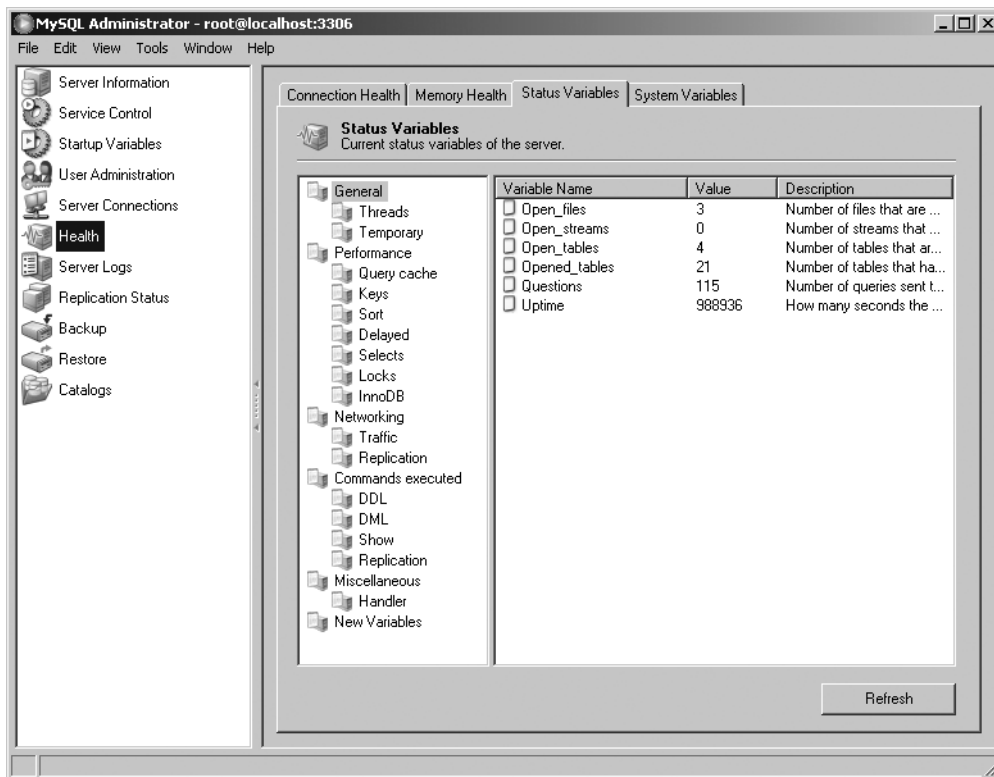 MySQL Administrator - root@localhost:3306
File Edit View Tools Window Help
Server Information
Service Control
Startup Variables
User Administration
Server Connections
Health
Server Logs
Replication Status
Backup
Restore
Catalogs
Connection Health Memory Health Status Variables System Variables
Status Variables
Current status variables of the server.
General
Threads
Temporary
Performance
Query cache
Keys
Sort
Delayed
Selects
Locks
InnoDB
Networking
Traffic
Replication
Commands executed
DDL
DML
Show
Replication
Miscellaneous
Handler
New Variables
Variable Name Value Description
Open_files 3 Number of files that are ...
Open_streams 0 Number of streams that ...
Open_tables 4 Number of tables that ar...
Opened_tables 21 Number of tables that ha...
Questions 115 Number of queries sent t...
Uptime 988936 How many seconds the ...
Refresh